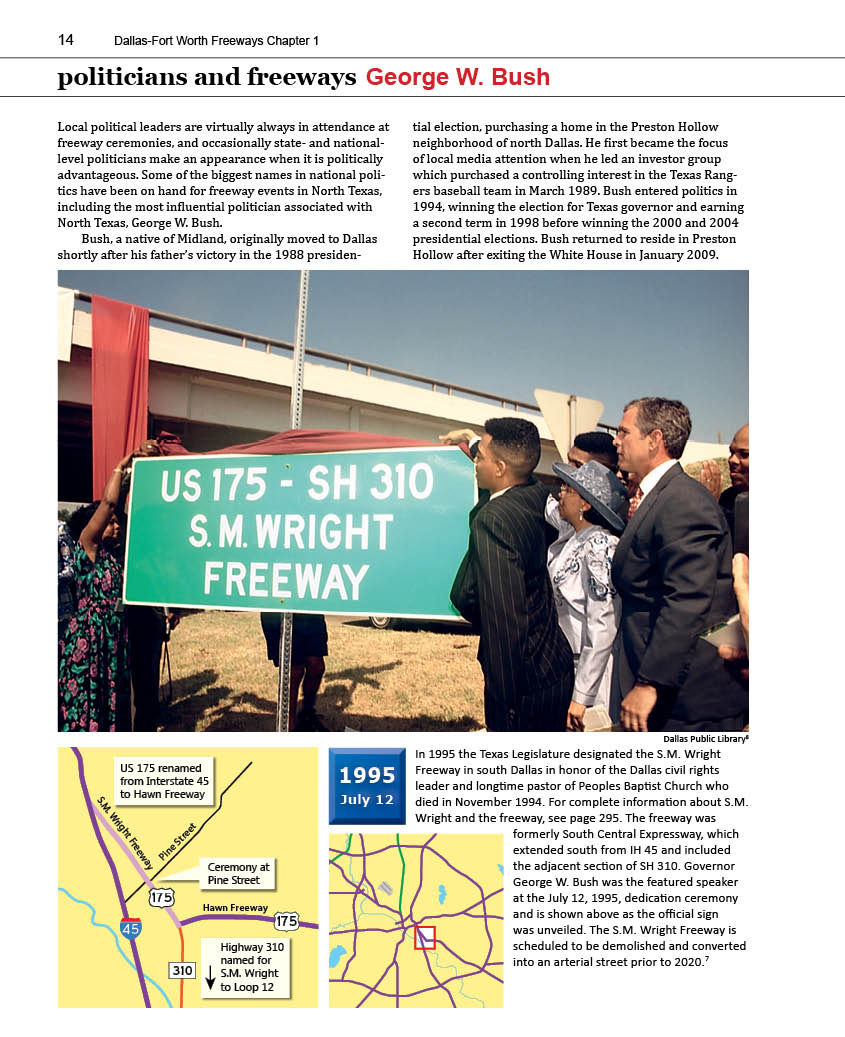 14 Dallas-Fort Worth Freeways Chapter 1
politicians and freeways George W. Bush
Local political leaders are virtually always in attendance at
freeway ceremonies, and occasionally state- and national-
level politicians make an appearance when it is politically
advantageous. Some of the biggest names in national poli-
tics have been on hand for freeway events in North Texas,
including the most influential politician associated with
North Texas, George W. Bush.
Bush, a native of Midland, originally moved to Dallas
shortly after his father's victory in the 1988 presiden-
tial election, purchasing a home in the Preston Hollow
neighborhood of north Dallas. He first became the focus
of local media attention when he led an investor group
which purchased a controlling interest in the Texas Rang-
ers baseball team in March 1989. Bush entered politics in
1994, winning the election for Texas governor and earning
a second term in 1998 before winning the 2000 and 2004
presidential elections. Bush returned to reside in Preston
Hollow after exiting the White House in January 2009.
US 175 - SH 310
S.M. WRIGHT
FREEWAY
Dallas Public Library⁶
US 175 renamed
from Interstate 45
to Hawn Freeway
S.M. Wright Freeway
Pine Street
Ceremony at
Pine Street
175
Hawn Freeway
175
45
310
Highway 310
named for
S.M. Wright
to Loop 12
1995
July 12
In 1995 the Texas Legislature designated the S.M. Wright
Freeway in south Dallas in honor of the Dallas civil rights
leader and longtime pastor of Peoples Baptist Church who
died in November 1994. For complete information about S.M.
Wright and the freeway, see page 295. The freeway was
formerly South Central Expressway, which
extended south from IH 45 and included
the adjacent section of SH 310. Governor
George W. Bush was the featured speaker
at the July 12, 1995, dedication ceremony
and is shown above as the official sign
was unveiled. The S.M. Wright Freeway is
scheduled to be demolished and converted
into an arterial street prior to 2020.⁷